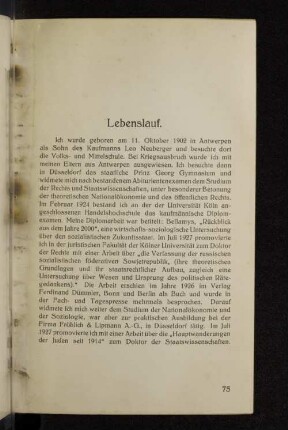 Lebenslauf.
Ich wurde geboren am 11. Oktober 1902 in Antwerpen
als Sohn des Kaufmanns Leo Neuberger und besuchte dort
die Volks- und Mittelschule. Bei Kriegsausbruch wurde ich mit
meinen Eltern aus Antwerpen ausgewiesen. Ich besuchte dann
in Düsseldorf das staatliche Prinz Georg Gymnasium und
widmete mich nach bestandenem Abiturientenexamen dem Studium
der Rechts und Staatswissenschaften, unter besonderer Betonung
der theoretischen Nationalökonomie und des öffentlichen Rechts.
Im Februar 1924 bestand ich an der der Universität Köln an-
geschlossenen Handelshochschule das kaufmännische Diplom-
examen. Meine Diplomarbeit war betitelt: Bellamys, „Rückblick
aus dem Jahre 2000", eine wirtschafts-soziologische Untersuchung
über den sozialistischen Zukunftsstaat. Im Juli 1927 promovierte
ich in der juristischen Fakultät der Kölner Universität zum Doktor
der Rechte mit einer Arbeit über „die Verfassung der russischen
sozialistischen föderativen Sowjetrepublik, (ihre theoretischen
Grundlagen und ihr staatsrechtlicher Aufbau, zugleich eine
Untersuchung über Wesen und Ursprung des politischen Räte-
gedankens)." Die Arbeit erschien im Jahre 1926 im Verlag
Ferdinand Dümmler, Bonn und Berlin als Buch und wurde in
der Fach- und Tagespresse mehrmals besprochen. Darauf
widmete ich mich weiter dem Studium der Nationalökonomie und
der Soziologie, war aber zur praktischen Ausbildung bei der
Firma Fröhlich & Lipmann A.-G., in Düsseldorf tätig. Im Juli
1927 promovierte ich mit einer Arbeit über die „Hauptwanderungen
der Juden seit 1914" zum Doktor der Staatswissenschaften.
75